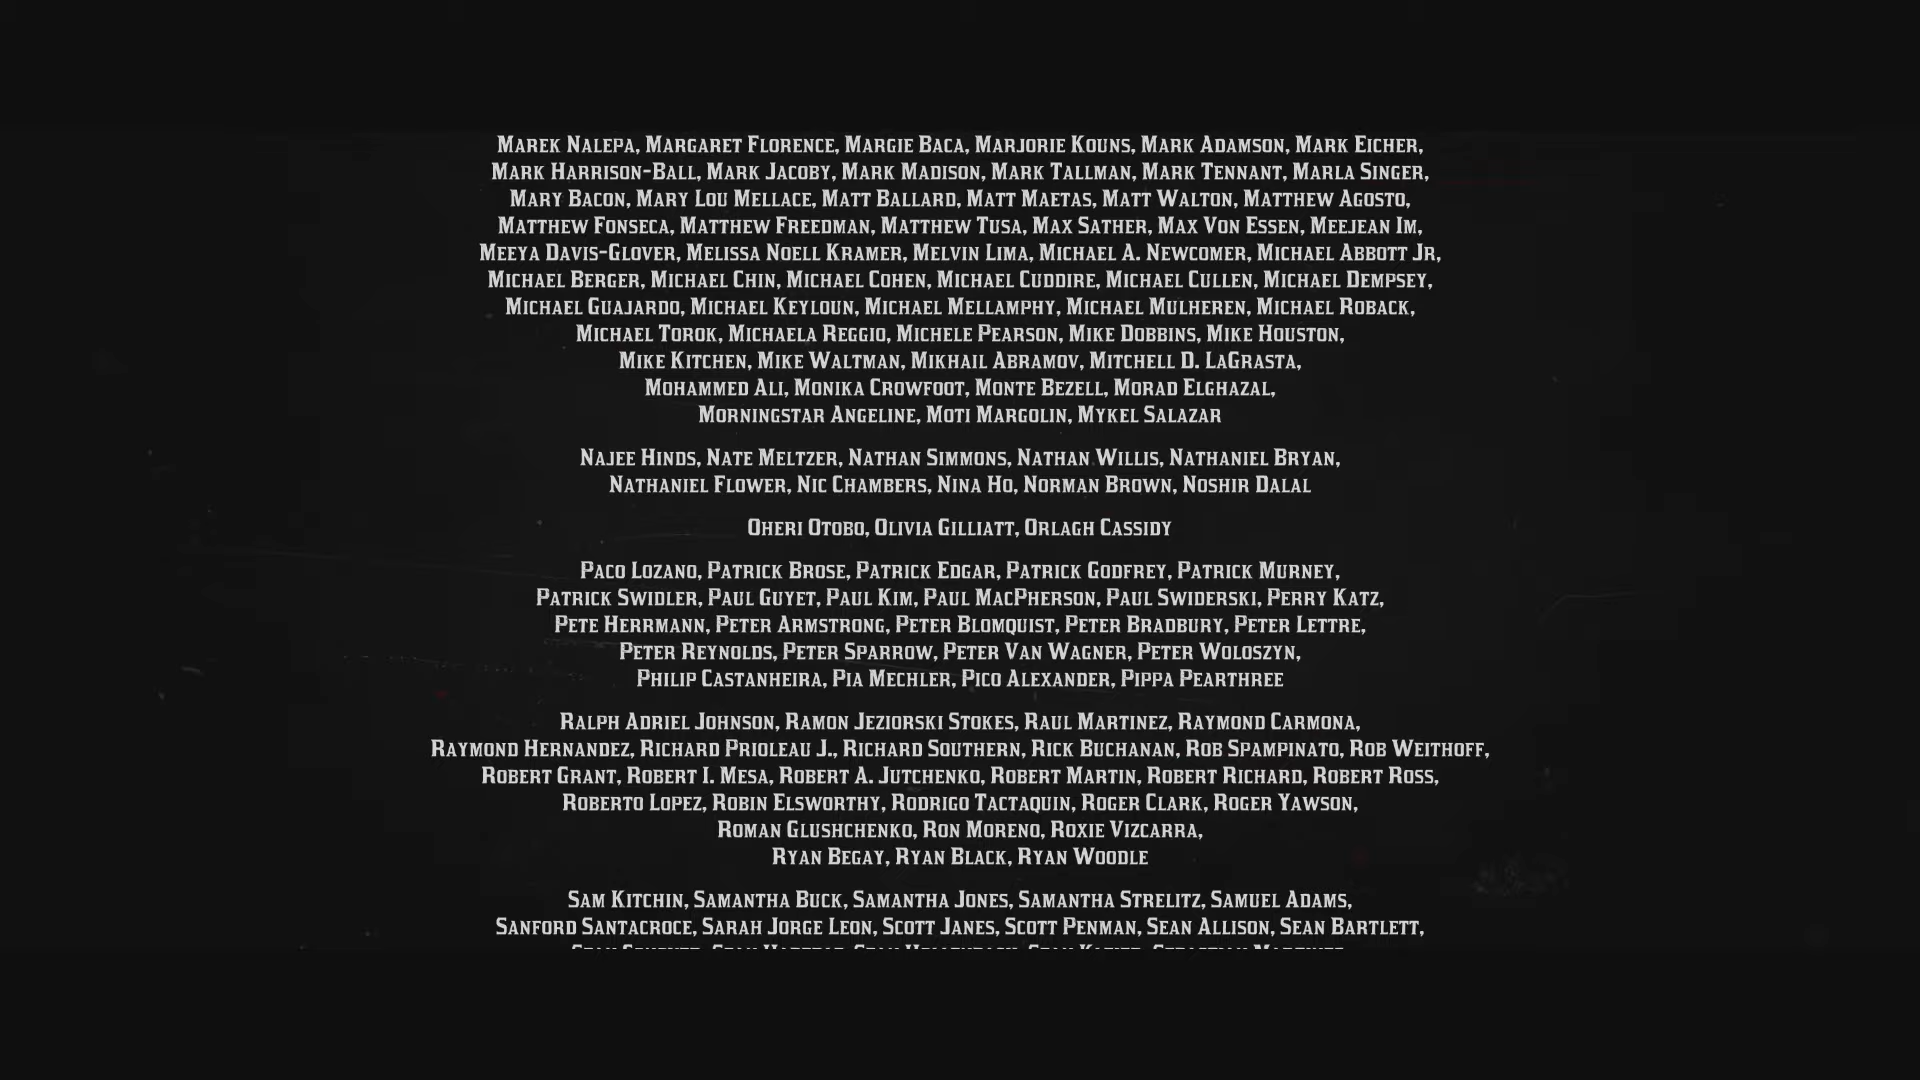 Marek Nalepa, Margaret Florence, Margie Baca, Marjorie Kouns, Mark Adamson, Mark Eicher,
Mark Harrison-Ball, Mark Jacoby, Mark Madison, Mark Tallman, Mark Tennant, Marla Singer,
Mary Bacon, Mary Lou Mellace, Matt Ballard, Matt Maetas, Matt Walton, Matthew Agosto,
Matthew Fonseca, Matthew Freedman, Matthew Tusa, Max Sather, Max Von Essen, Meejean Im,
Meeya Davis-Glover, Melissa Noell Kramer, Melvin Lima, Michael A. Newcomer, Michael Abbott Jr,
Michael Berger, Michael Chin, Michael Cohen, Michael Cuddire, Michael Cullen, Michael Dempsey,
Michael Guajardo, Michael Keyloun, Michael Mellamphy, Michael Mulheren, Michael Roback,
Michael Torok, Michaela Reggio, Michele Pearson, Mike Dobbins, Mike Houston,
Mike Kitchen, Mike Waltman, Mikhail Abramov, Mitchell D. LaGrasta,
Mohammed Ali, Monika Crowfoot, Monte Bezell, Morad Elghazal,
Morningstar Angeline, Moti Margolin, Mykel Salazar
Najee Hinds, Nate Meltzer, Nathan Simmons, Nathan Willis, Nathaniel Bryan,
Nathaniel Flower, Nic Chambers, Nina Ho, Norman Brown, Noshir Dalal
Oheri Otobo, Olivia Gilliatt, Orlagh Cassidy
Paco Lozano, Patrick Brose, Patrick Edgar, Patrick Godfrey, Patrick Murney,
Patrick Swidler, Paul Guyet, Paul Kim, Paul MacPherson, Paul Swiderski, Perry Katz,
Pete Herrmann, Peter Armstrong, Peter Blomquist, Peter Bradbury, Peter Lettre,
Peter Reynolds, Peter Sparrow, Peter Van Wagner, Peter Woloszyn,
Philip Castanheira, Pia Mechler, Pico Alexander, Pippa Pearthree
Ralph Adriel Johnson, Ramon Jeziorski Stokes, Raul Martinez, Raymond Carmona,
Raymond Hernandez, Richard Prioleau J., Richard Southern, Rick Buchanan, Rob Spampinato, Rob Weithoff,
Robert Grant, Robert I. Mesa, Robert A. Jutchenko, Robert Martin, Robert Richard, Robert Ross,
Roberto Lopez, Robin Elsworthy, Rodrigo Tactaquin, Roger Clark, Roger Yawson,
Roman Glushchenko, Ron Moreno, Roxie Vizcarra,
Ryan Begay, Ryan Black, Ryan Woodle
Sam Kitchin, Samantha Buck, Samantha Jones, Samantha Strelitz, Samuel Adams,
Sanford Santacroce, Sarah Jorge Leon, Scott Janes, Scott Penman, Sean Allison, Sean Bartlett,